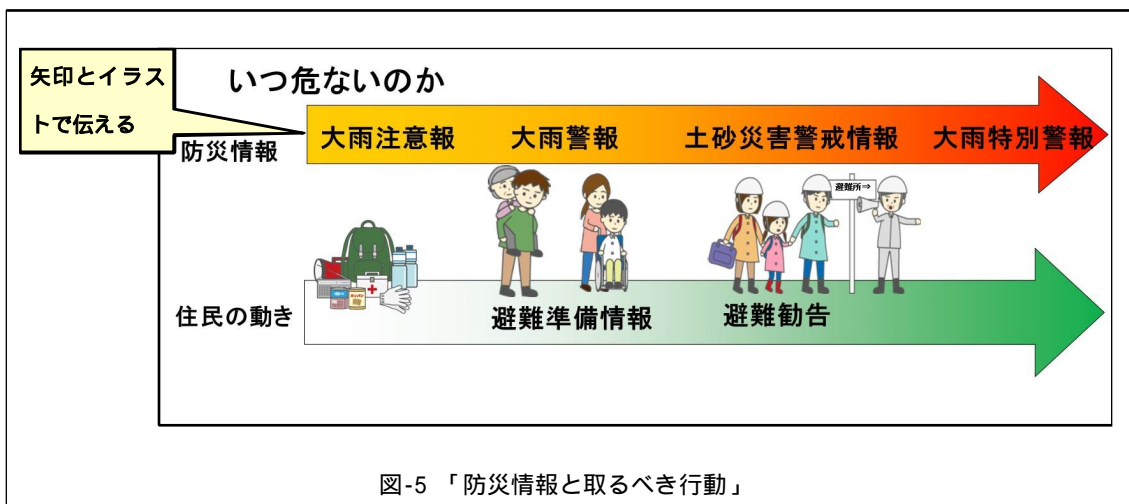 矢印とイラス
トで伝える
いつ危ないのか
防災情報
大雨注意報 大雨警報 土砂災害警戒情報 大雨特別警報
避難所⇒
住民の動き
避難準備情報 避難勧告
図-5 「防災情報と取るべき行動」